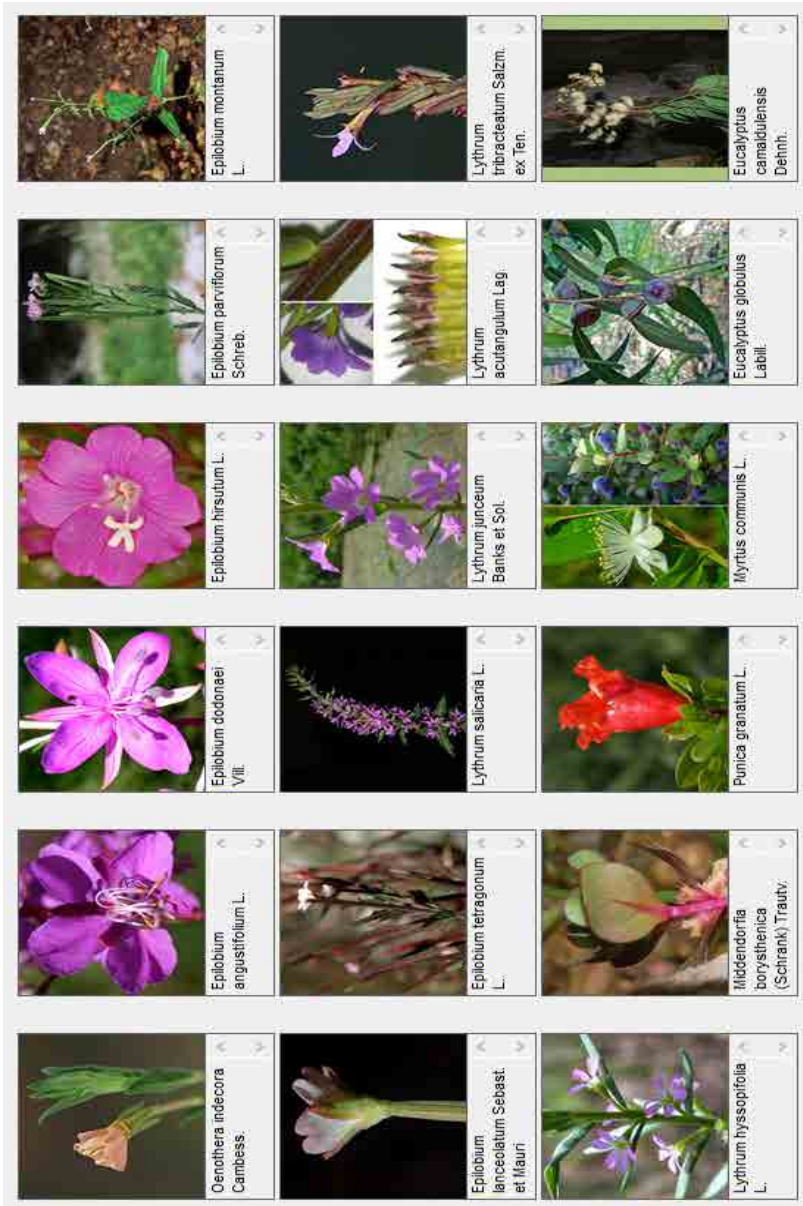 Oenothera indecora
Cambess.
Epilobium
angustifolium L.
Epilobium dodonaei
Vill.
Epilobium hirsutum L.
Epilobium parviflorum
Schreb.
Epilobium montanum
L.
Epilobium
lanceolatum Sebast.
et Mauri
Epilobium tetragonum
L.
Lythrum salicaria L.
Lythrum junceum
Banks et Sol.
Lythrum
acutangulum Lag.
Lythrum
tribracteatum Salzm.
ex Ten.
Lythrum hyssopifolia
L.
Middendorfia
borysthenica
(Schrank) Trautv.
Punica granatum L.
Myrtus communis L.
Eucalyptus globulus
Labill.
Eucalyptus
camaldulensis
Dehnh.